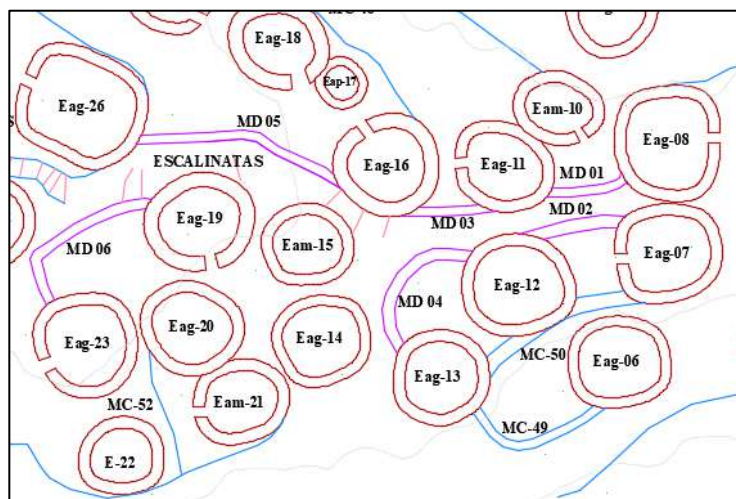 Eag-18
Eag-26
Eap-17
Eam-10
MD 05
Eag-08
ESCALINATAS
Eag-16
Eag-11
MD 01
MD 02
Eag-19
MD 03
MD 06
Eam-15
Eag-07
Eag-12
MD 04
Eag-20
Eag-14
Eag-23
MC-50
Eag-06
Eag-13
MC-52
Eam-21
MC-49
E-22